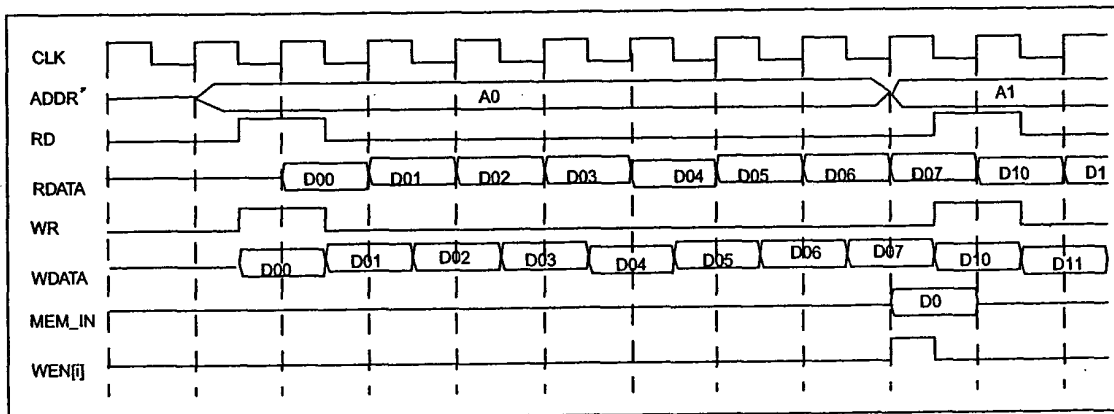 CLK
ADDR
A0 A1
RD
RDATA D00 D01 D02 D03 D04 D05 D06 D07 D10 D1
WR
WDATA D00 D01 D02 D03 D04 D05 D06 D07 D10 D11
MEM_IN D0
WEN[i]